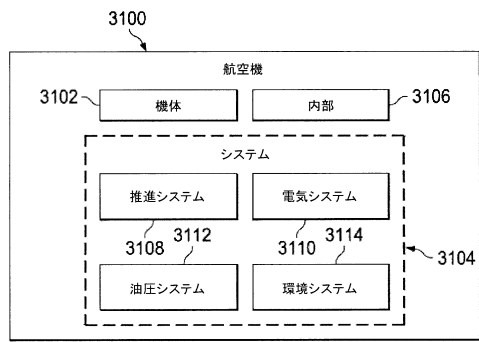 3100
航空機
3102
機体
内部
3106
システム
推進システム
電気システム
3108
3112
3110
3114
3104
油圧システム
環境システム